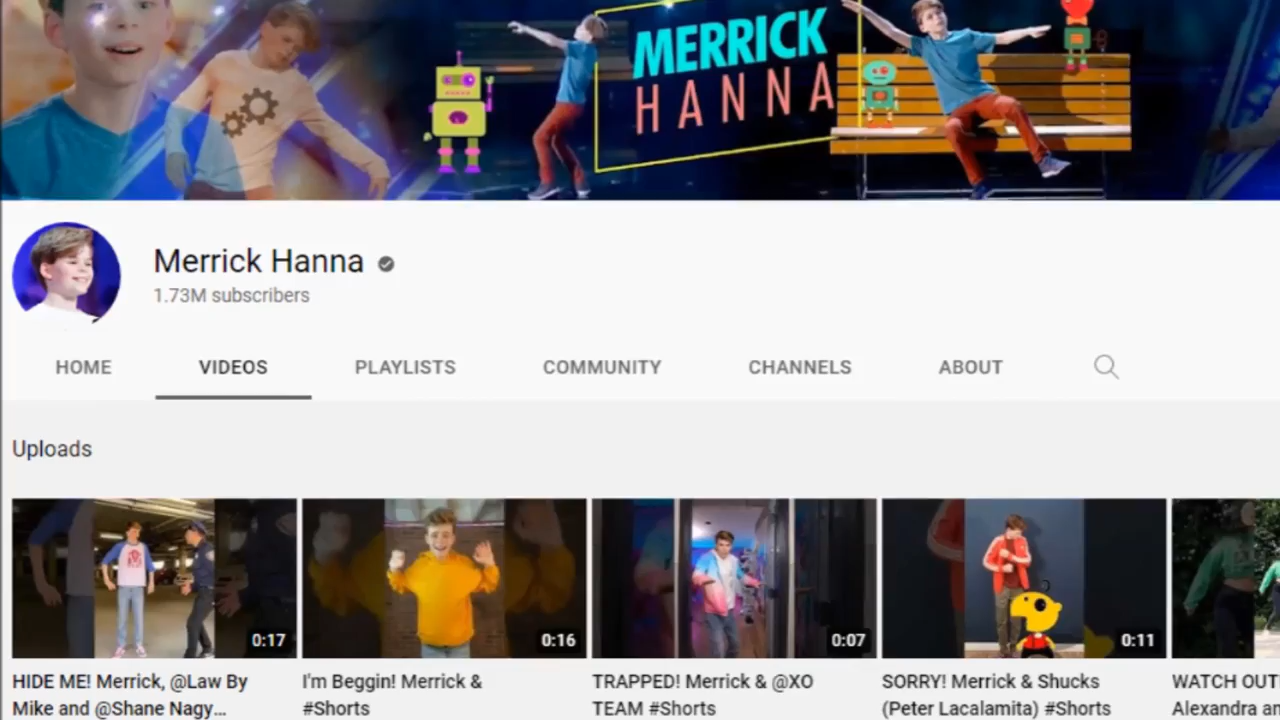 MERRICK
HANNA
Merrick Hanna
1.73M subscribers
HOME VIDEOS PLAYLISTS COMMUNITY CHANNELS ABOUT
Uploads
0:17 0:16 0:07 0:11
HIDE ME! Merrick, @Law By I'm Beggin! Merrick & TRAPPED! Merrick & @XO SORRY! Merrick & Shucks WATCH OUT!
Mike and @Shane Nagy... #Shorts TEAM #Shorts (Peter Lacalamita) #Shorts Alexandra an